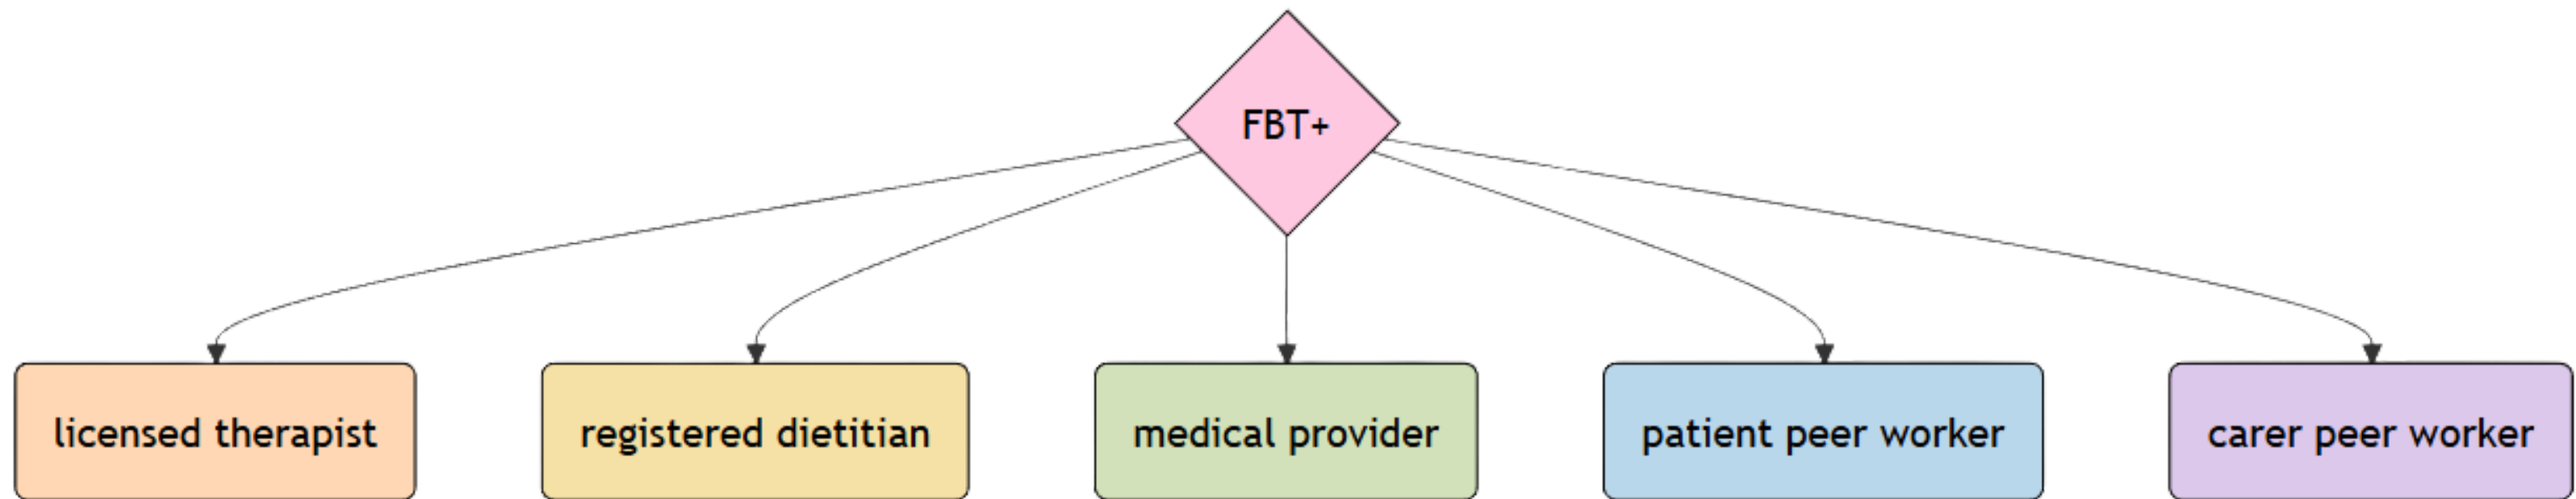 FBT+
licensed therapist
registered dietitian
medical provider
patient peer worker
carer peer worker